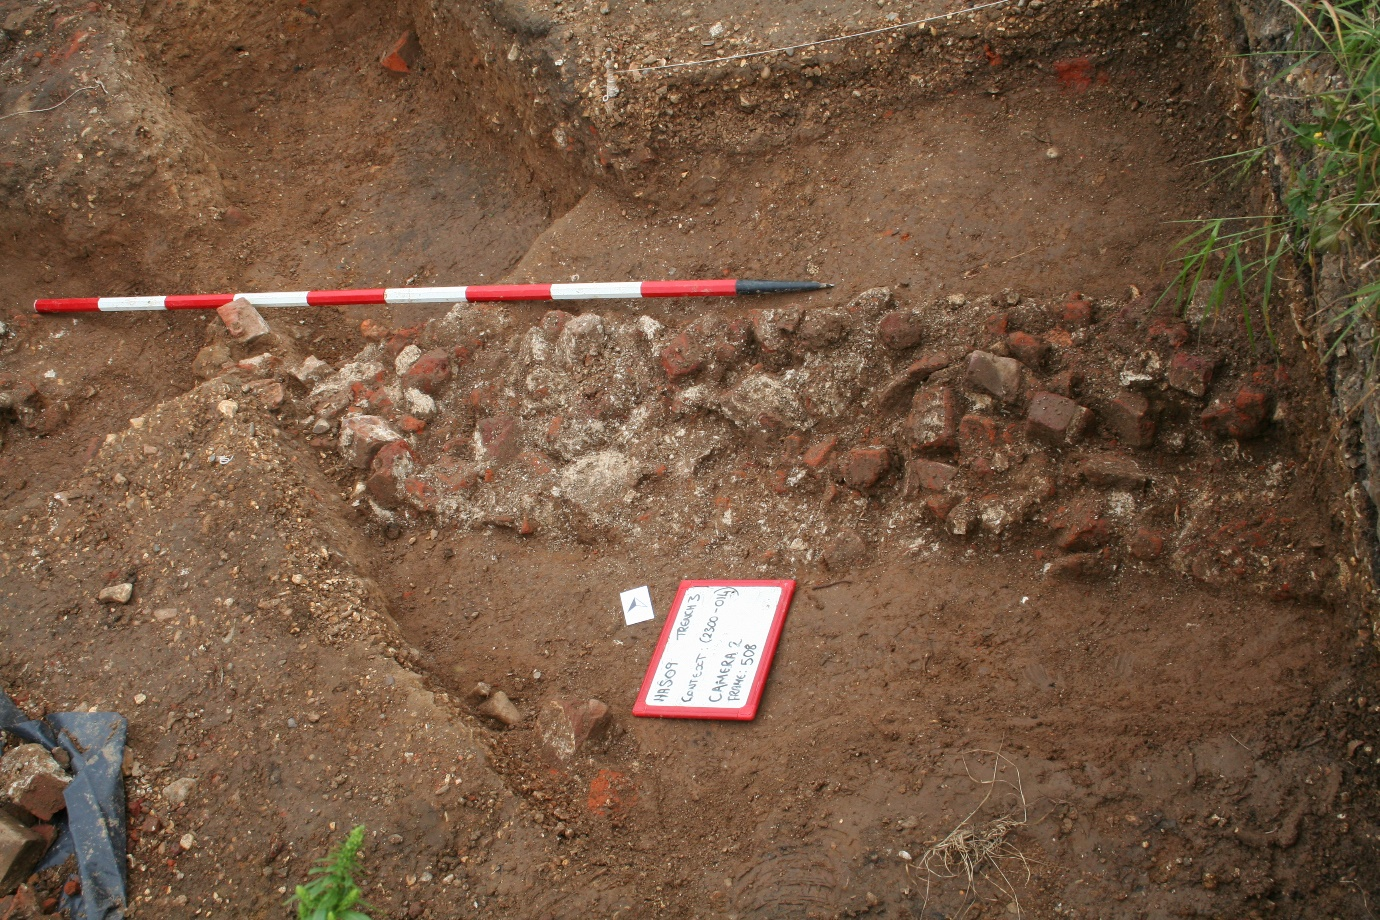 HAS09 TRENCH 3
CONTEXT: (2300-014)
CAMERA 2
FRAME: 508